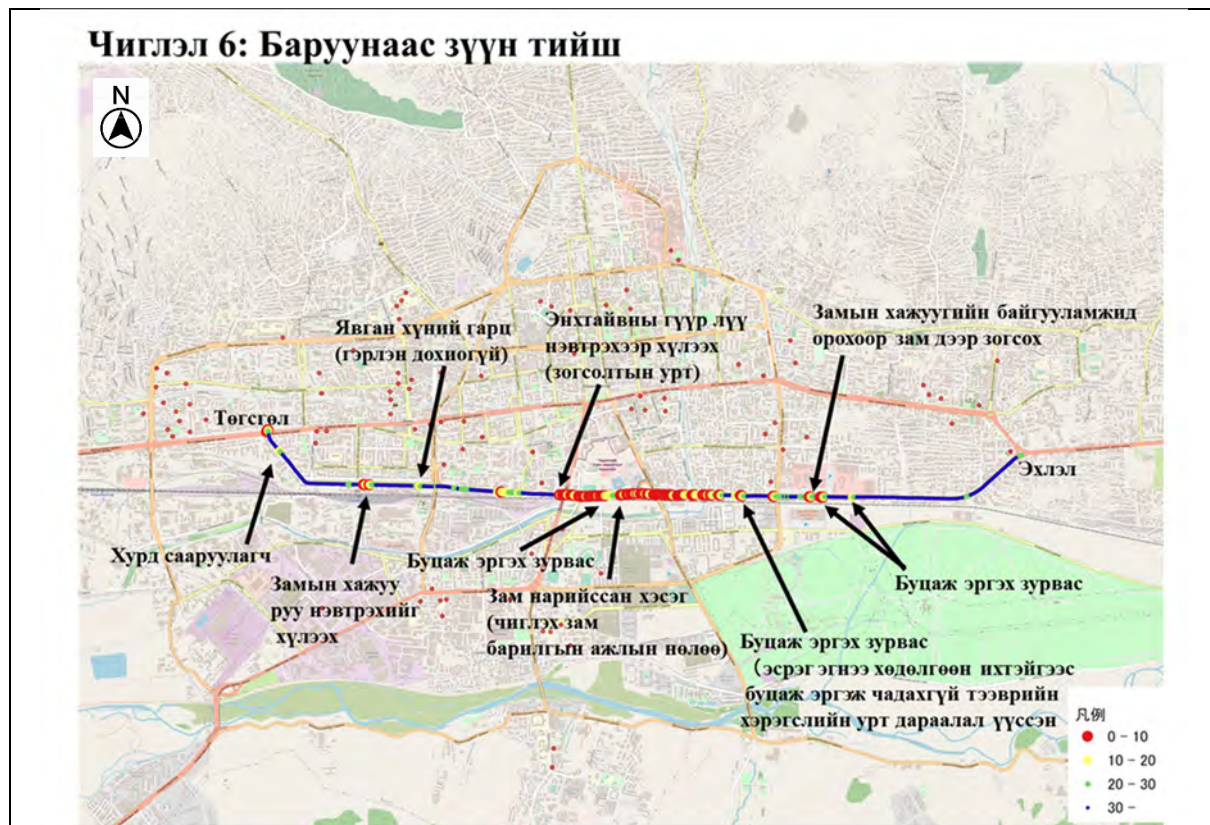 Чиглэл 6: Баруунаас зүүн тийш
N
Явган хүний гарц
(гэрлэн дохиогүй)
Энхтайвны гүүр лүү
нэвтрэхээр хүлээх
(зогсолтын урт)
Замын хажуугийн байгууламжид
орохоор зам дээр зогсох
Төгсгөл
Эхлэл
Хурд сааруулагч
Замын хажуу
руу нэвтрэхийг
хүлээх
Буцаж эргэх зурвас
Зам нарийссан хэсэг
(чиглэх зам
барилгын ажлын нөлөө)
Буцаж эргэх зурвас
Буцаж эргэх зурвас
(эсрэг эгнээ хөдөлгөөн ихтэйгээс
буцаж эргэж чадахгүй тээврийн
хэрэгслийн урт дараалал үүссэн
凡例
0 - 10
10 - 20
20 - 30
30 -